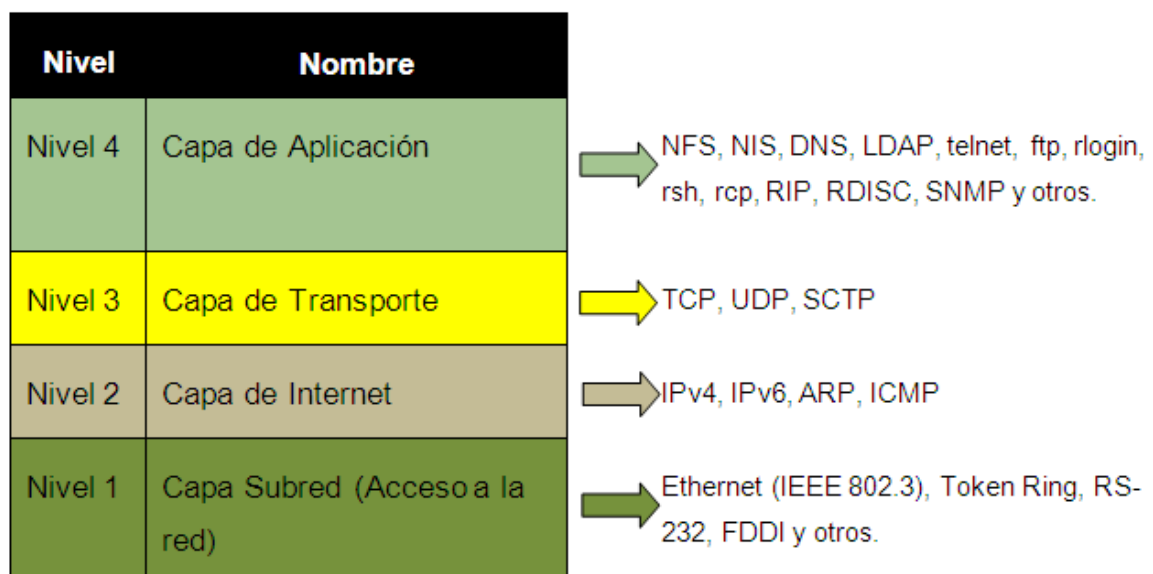 Nivel Nombre
Nivel 4 Capa de Aplicación
NFS, NIS, DNS, LDAP, telnet, ftp, rlogin,
rsh, rcp, RIP, RDISC, SNMP y otros.
Nivel 3 Capa de Transporte
TCP, UDP, SCTP
Nivel 2 Capa de Internet
IPv4, IPv6, ARP, ICMP
Nivel 1 Capa Subred (Acceso a la
red)
Ethernet (IEEE 802.3), Token Ring, RS-
232, FDDI y otros.